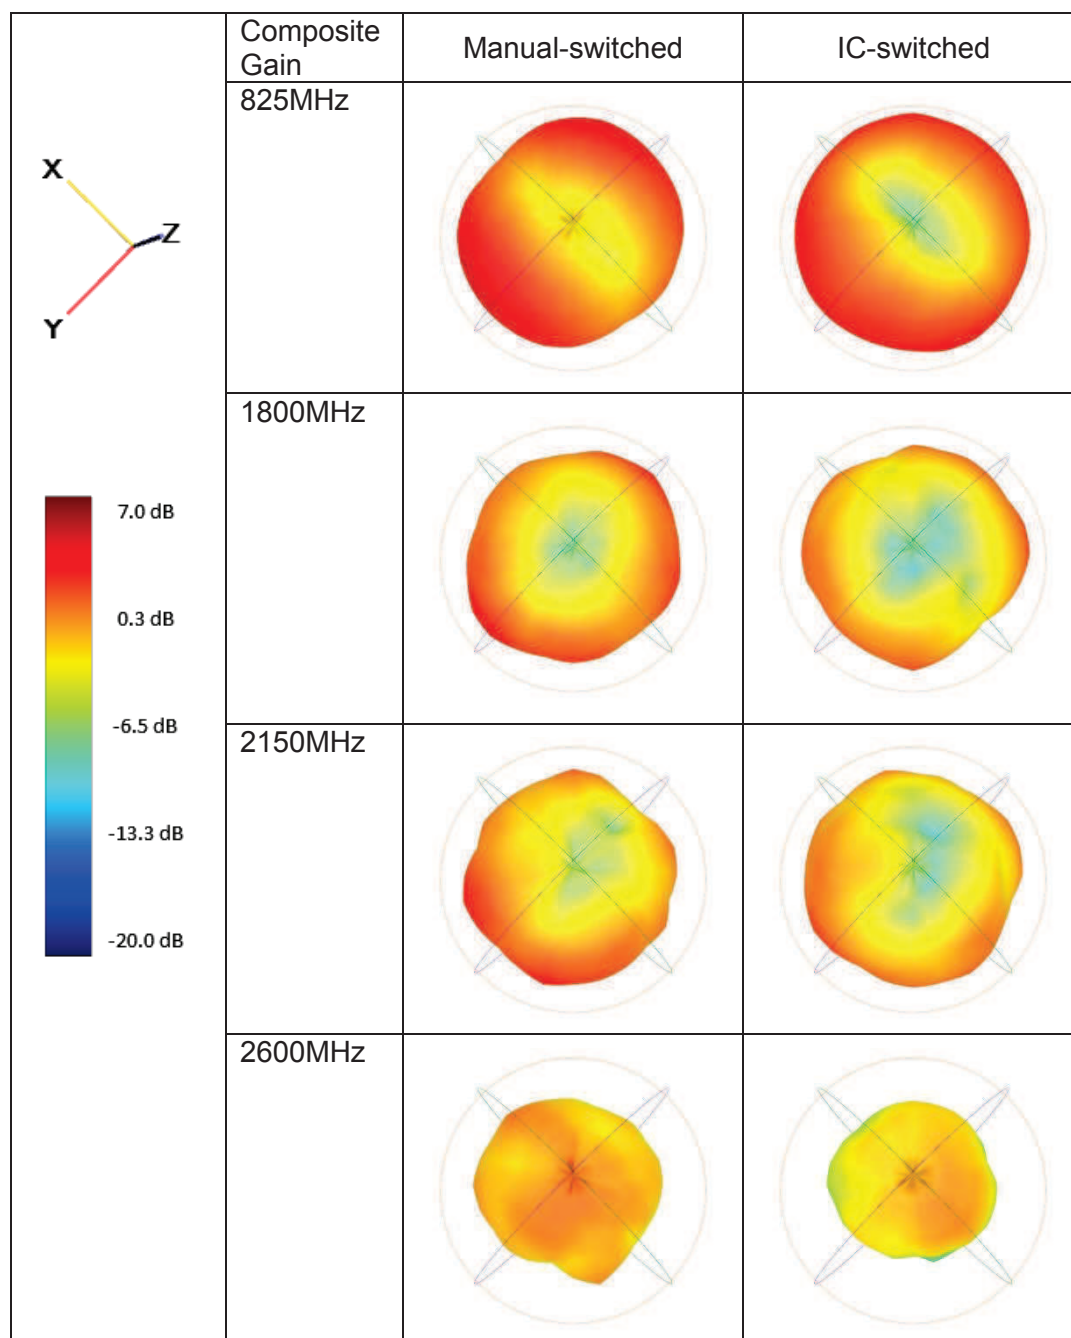 Composite
Gain
Manual-switched
IC-switched
825MHz
X
Z
Y
1800MHz
7.0 dB
0.3 dB
-6.5 dB
-13.3 dB
-20.0 dB
2150MHz
2600MHz